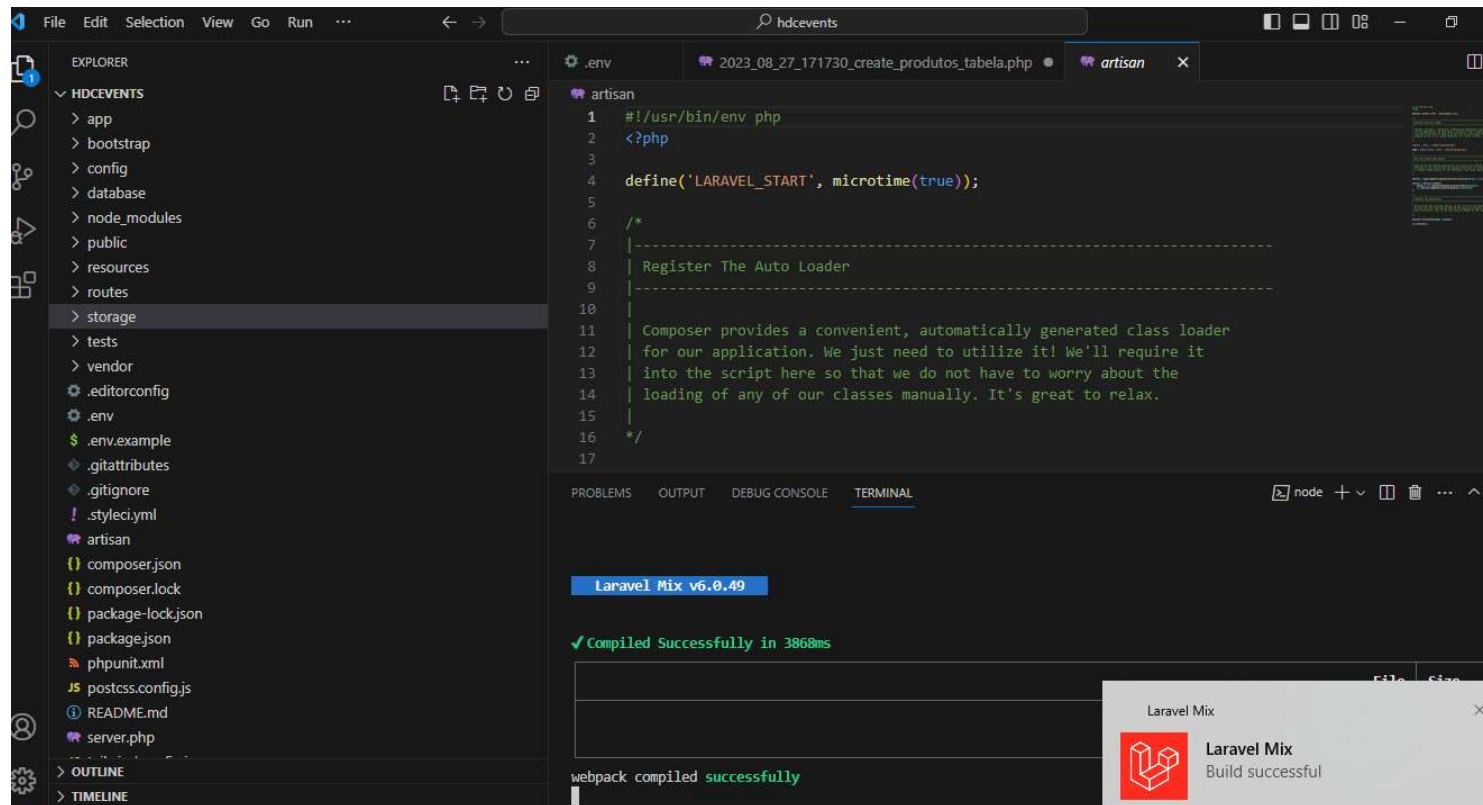 File Edit Selection View Go Run ··· ← → hdcevents
EXPLORER ···
HDCEVENTS
> app
> bootstrap
> config
> database
> node_modules
> public
> resources
> routes
> storage
> tests
> vendor
.editorconfig
.env
$ .env.example
.gitattributes
.gitignore
! .styleci.yml
artisan
{} composer.json
{} composer.lock
{} package-lock.json
{} package.json
phpunit.xml
JS postcss.config.js
README.md
server.php
> OUTLINE
> TIMELINE
1
.env 2023_08_27_171730_create_produtos_tabela.php ● artisan ×
artisan
1 #!/usr/bin/env php
2 <?php
3
4 define('LARAVEL_START', microtime(true));
5
6 /*
7 |--------------------------------------------------------------------------
8 | Register The Auto Loader
9 |--------------------------------------------------------------------------
10 |
11 | Composer provides a convenient, automatically generated class loader
12 | for our application. We just need to utilize it! We'll require it
13 | into the script here so that we do not have to worry about the
14 | loading of any of our classes manually. It's great to relax.
15 |
16 */
17
PROBLEMS OUTPUT DEBUG CONSOLE TERMINAL node
Laravel Mix v6.0.49
✓ Compiled Successfully in 3868ms
File Size
webpack compiled successfully
Laravel Mix
Laravel Mix
Build successful